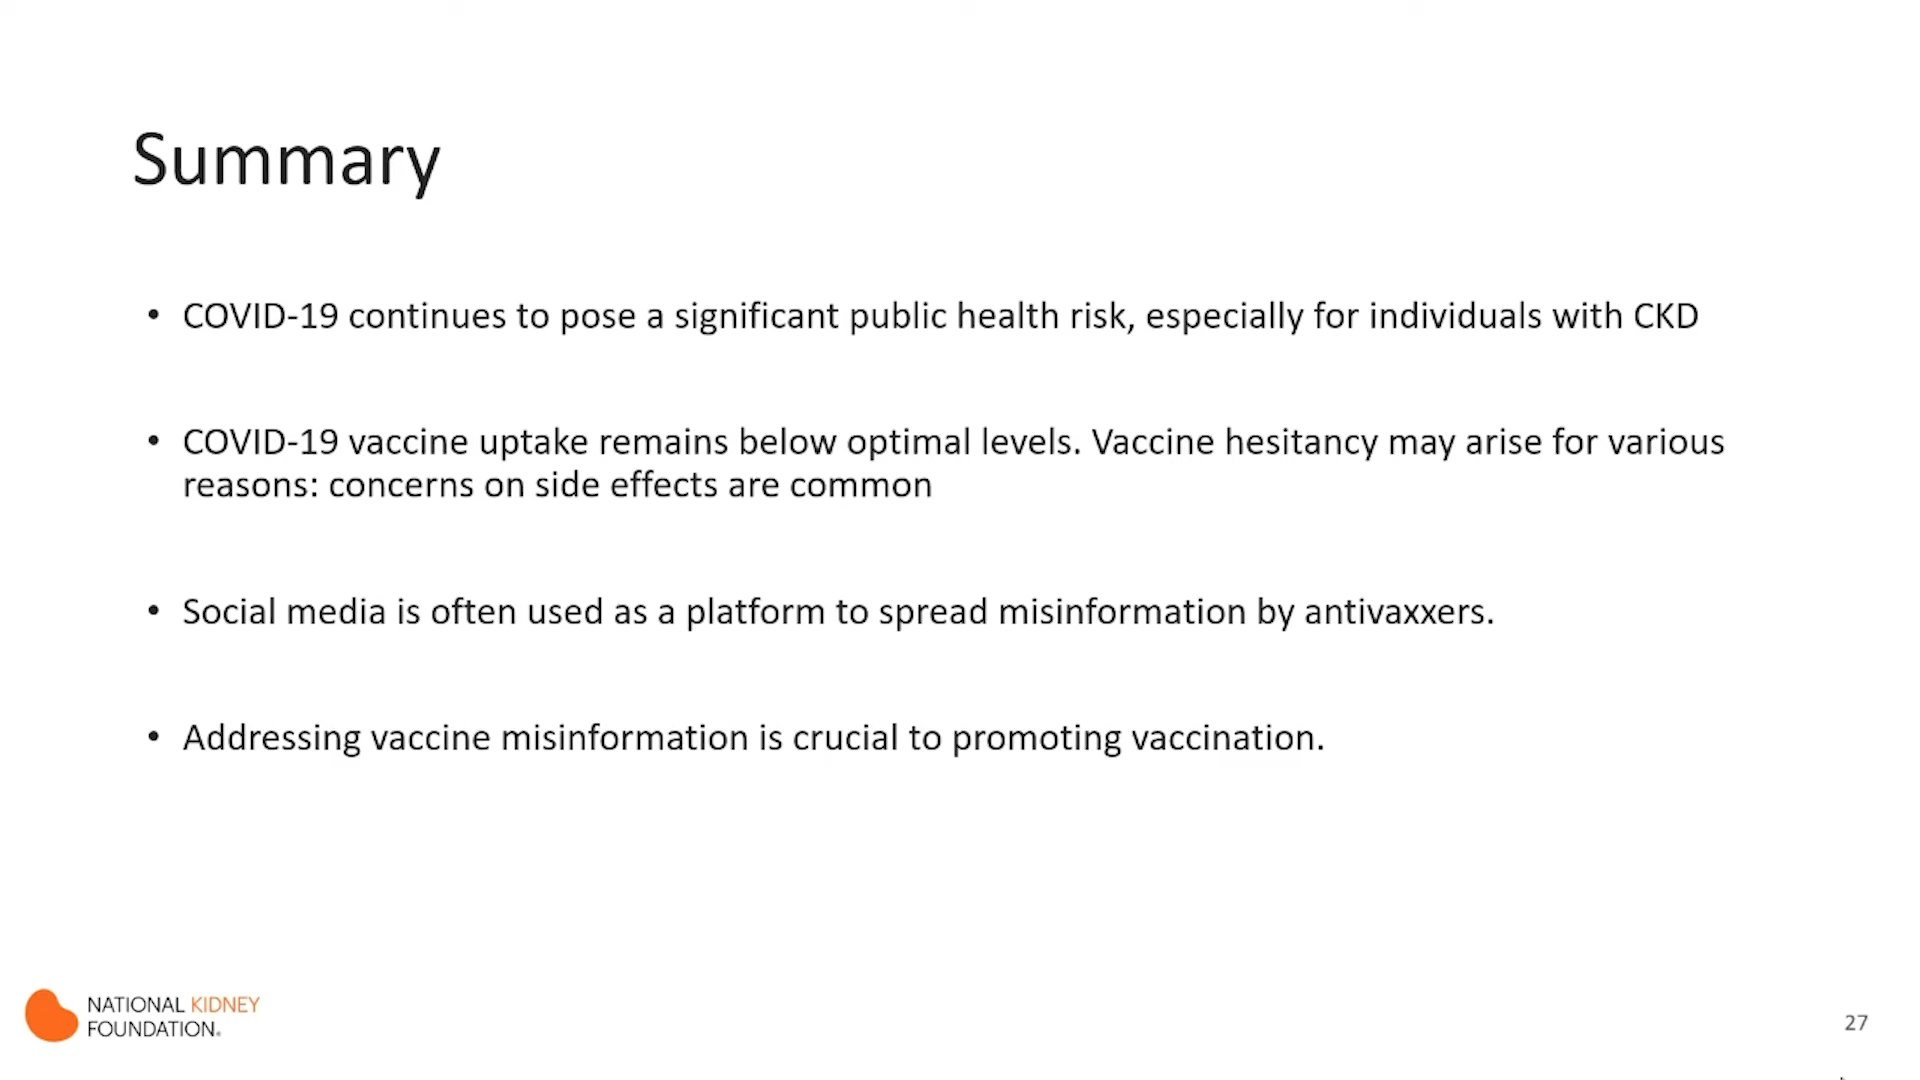 Summary
• COVID-19 continues to pose a significant public health risk, especially for individuals with CKD
• COVID-19 vaccine uptake remains below optimal levels. Vaccine hesitancy may arise for various
reasons: concerns on side effects are common
• Social media is often used as a platform to spread misinformation by antivaxxers.
• Addressing vaccine misinformation is crucial to promoting vaccination.
NATIONAL KIDNEY
FOUNDATION®
27